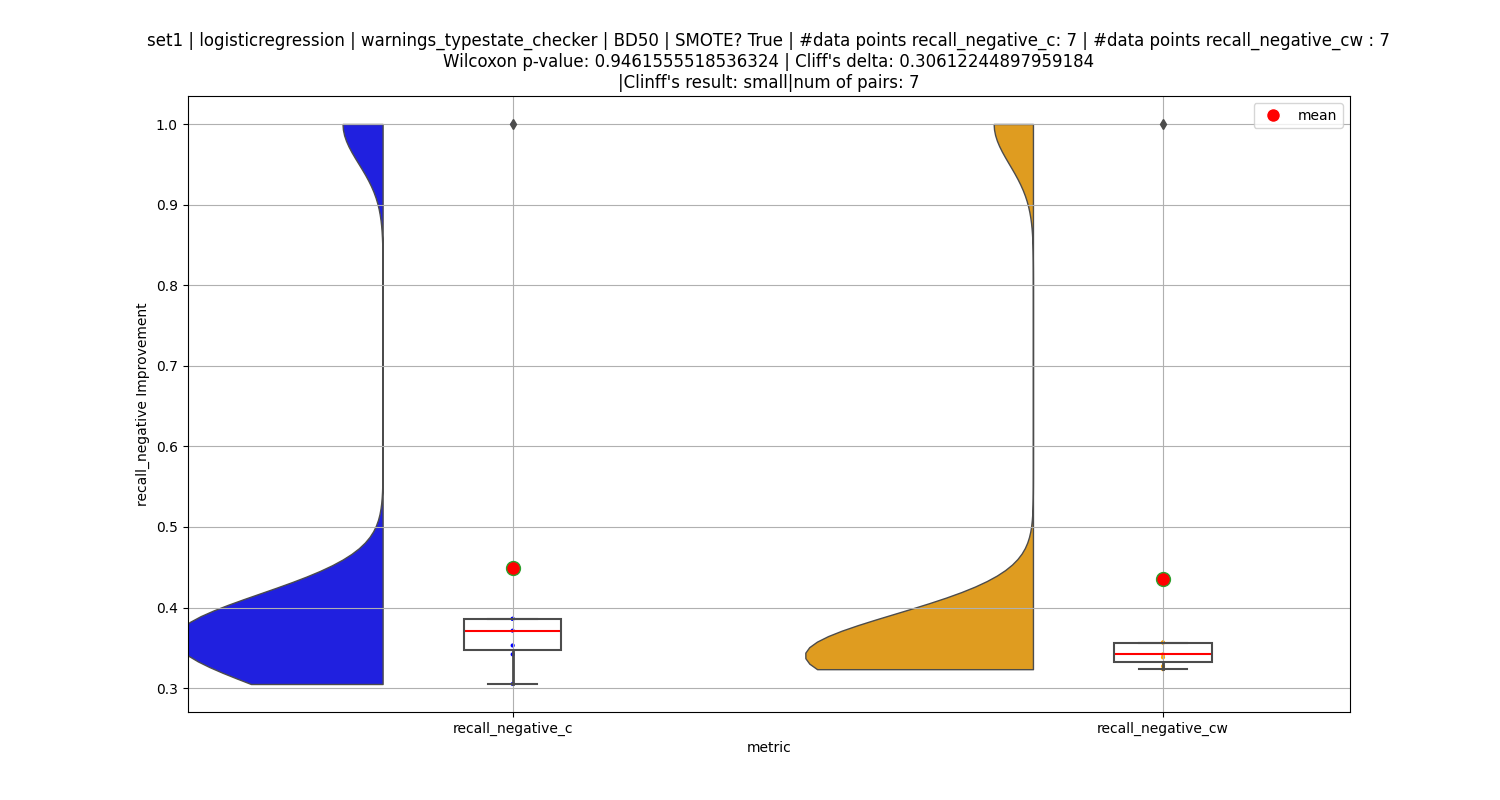 set1 | logisticregression | warnings_typestate_checker | BD50 | SMOTE? True | #data points recall_negative_c: 7 | #data points recall_negative_cw : 7
Wilcoxon p-value: 0.9461555518536324 | Cliff's delta: 0.30612244897959184
|Clinff's result: small|num of pairs: 7
mean
1.0
0.9
0.8
0.7
0.6
0.5
0.4
0.3
recall_negative Improvement
recall_negative_c
recall_negative_cw
metric